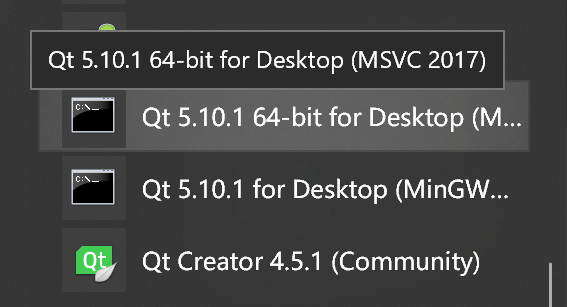 Qt 5.10.1 64-bit for Desktop (MSVC 2017)
C:\_
Qt 5.10.1 64-bit for Desktop (M...
C:\_
Qt 5.10.1 for Desktop (MinGW...
Qt
Qt Creator 4.5.1 (Community)